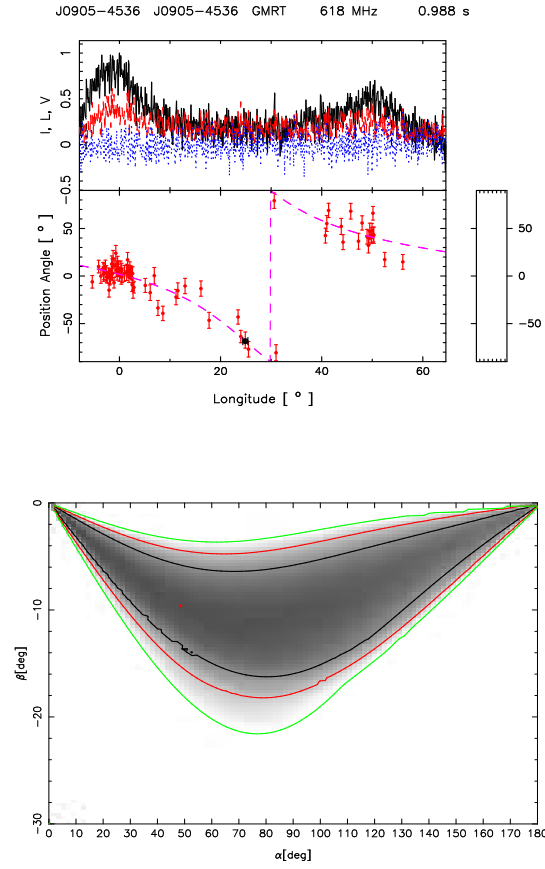 J0905-4536 J0905-4536 GMRT 618 MHz 0.988 s
I, L, V
1
0.5
0
-0.5
Position Angle [ ° ]
50
0
-50
50
0
-50
0 20 40 60
Longitude [ ° ]
β[deg]
0
-10
-20
-30
0 10 20 30 40 50 60 70 80 90 100 110 120 130 140 150 160 170 180
α[deg]